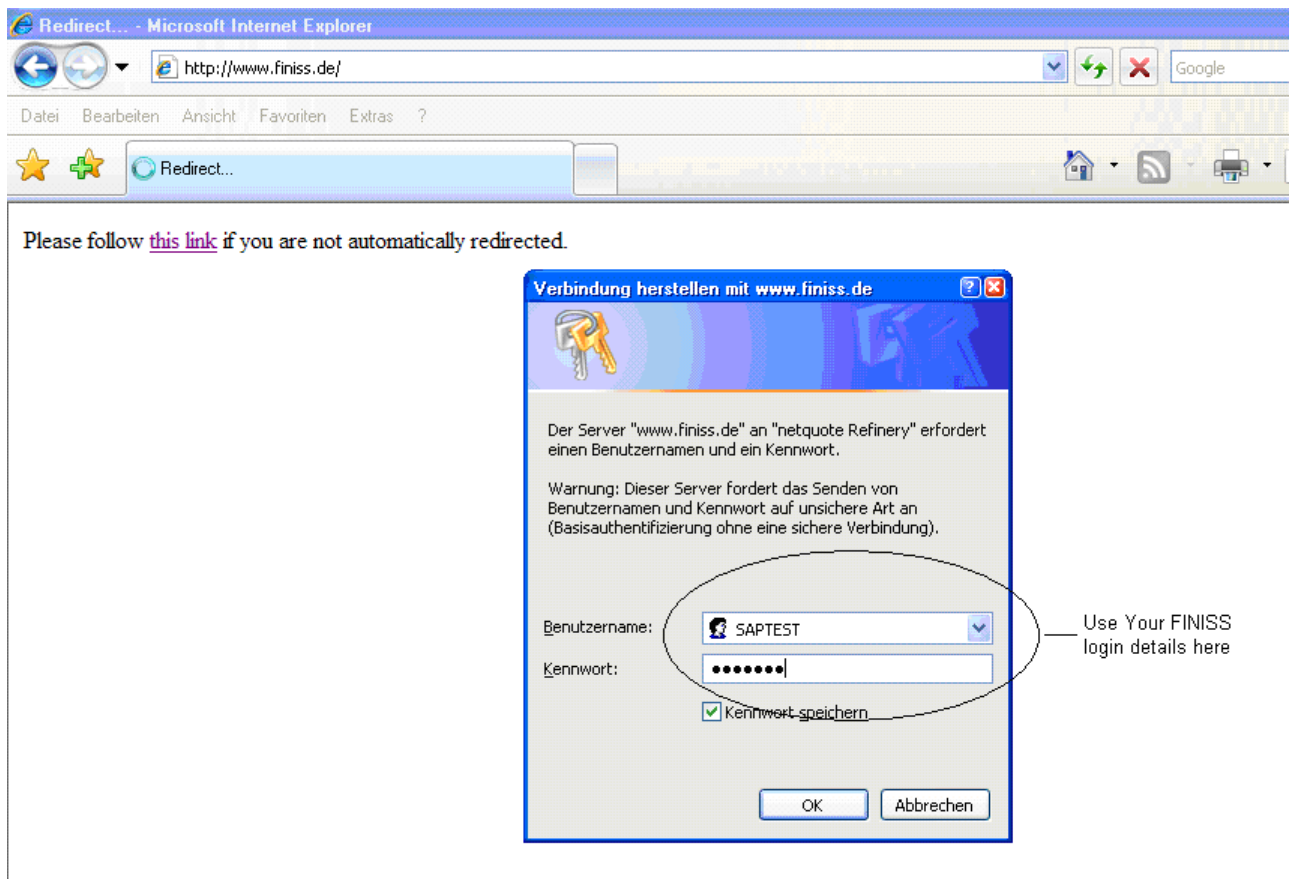 Redirect... - Microsoft Internet Explorer
http://www.finiss.de/
Google
Datei Bearbeiten Ansicht Favoriten Extras ?
Redirect...
Please follow this link if you are not automatically redirected.
Verbindung herstellen mit www.finiss.de
Der Server "www.finiss.de" an "netquote Refinery" erfordert
einen Benutzernamen und ein Kennwort.
Warnung: Dieser Server fordert das Senden von
Benutzernamen und Kennwort auf unsichere Art an
(Basisauthentifizierung ohne eine sichere Verbindung).
Benutzername: SAPTEST
Kennwort: •••••••
Kennwort speichern
OK Abbrechen
Use Your FINISS
login details here